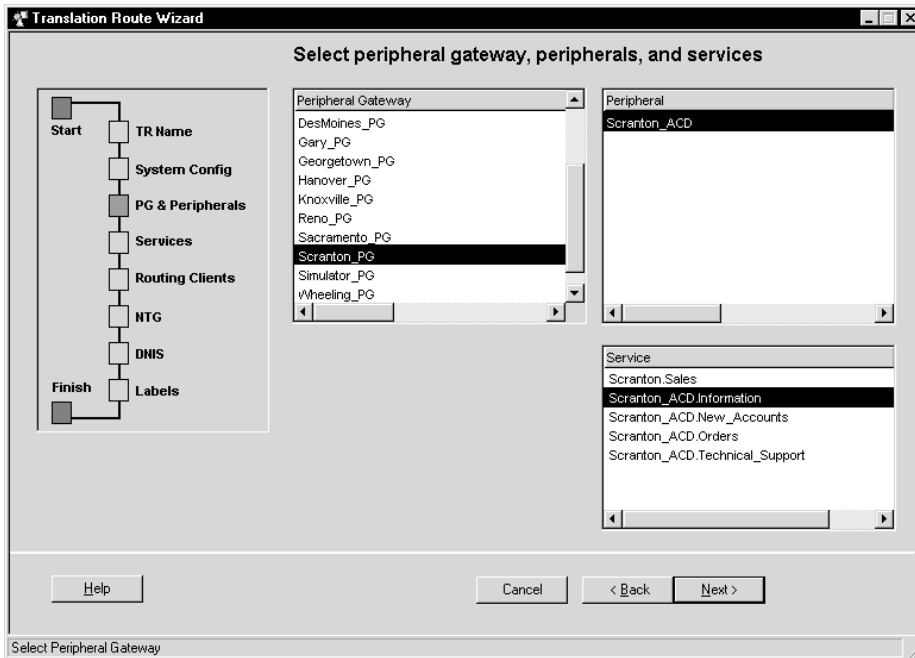 Translation Route Wizard
Select peripheral gateway, peripherals, and services
Start
TR Name
System Config
PG & Peripherals
Services
Routing Clients
NTG
DNIS
Finish
Labels
Peripheral Gateway
DesMoines_PG
Gary_PG
Georgetown_PG
Hanover_PG
Knoxville_PG
Reno_PG
Sacramento_PG
Scranton_PG
Simulator_PG
Wheeling_PG
Peripheral
Scranton_ACD
Service
Scranton.Sales
Scranton_ACD.Information
Scranton_ACD.New_Accounts
Scranton_ACD.Orders
Scranton_ACD.Technical_Support
Help
Cancel
< Back
Next >
Select Peripheral Gateway